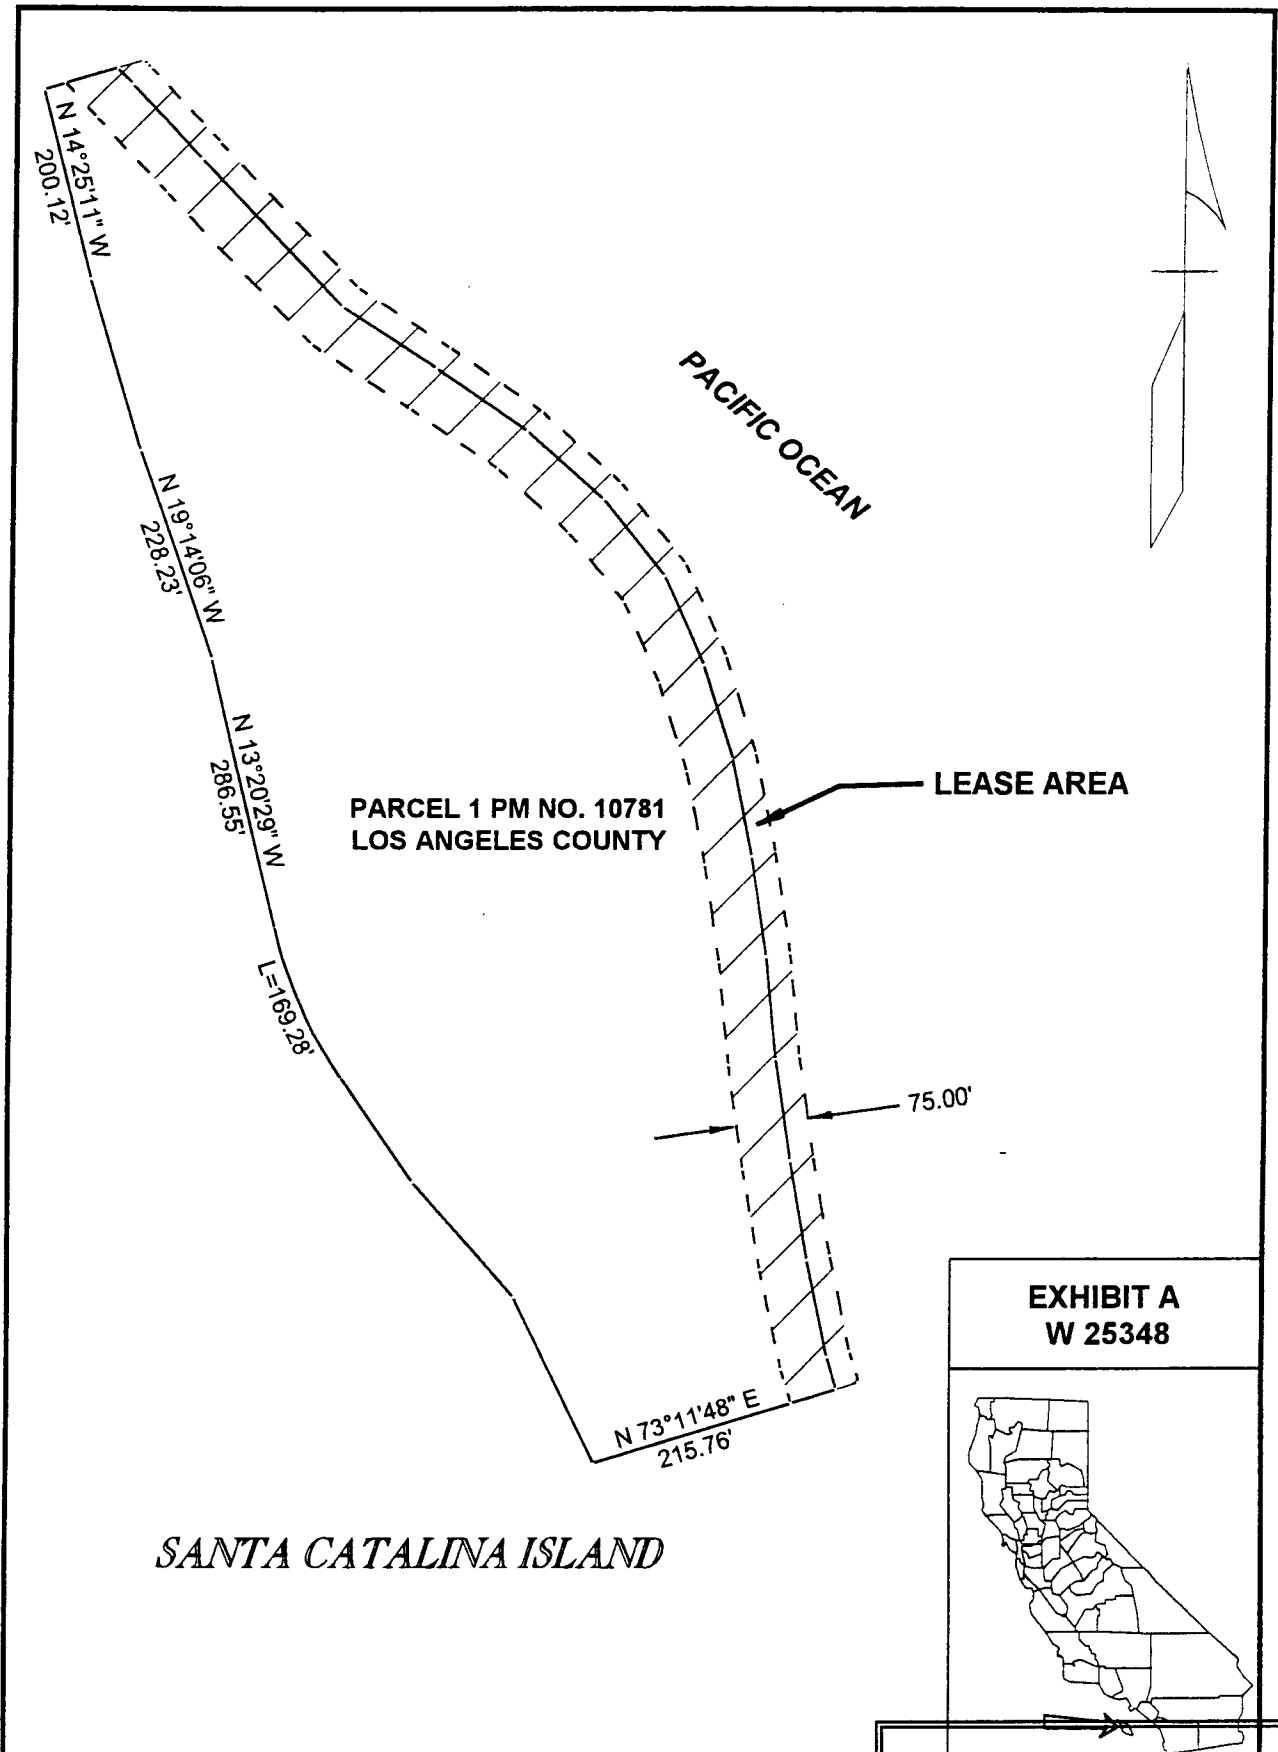 N 14°25'11" W
200.12'
PACIFIC OCEAN
N 19°14'06" W
228.23'
N 13°20'29" W
286.55'
PARCEL 1 PM NO. 10781
LOS ANGELES COUNTY
LEASE AREA
L=169.28'
75.00'
N 73°11'48" E
215.76'
EXHIBIT A
W 25348
SANTA CATALINA ISLAND